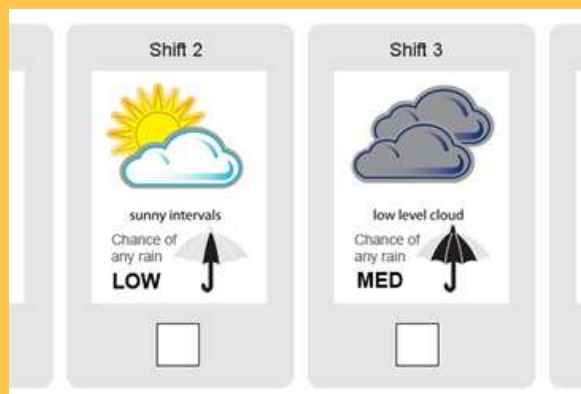 Shift 2
sunny intervals
Chance of
any rain
LOW
Shift 3
low level cloud
Chance of
any rain
MED